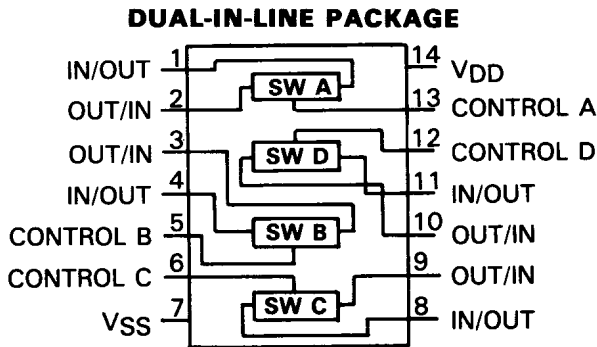 DUAL-IN-LINE PACKAGE
IN/OUT 1 14 VDD
SW A
OUT/IN 2 13 CONTROL A
OUT/IN 3 12 CONTROL D
SW D
IN/OUT 4 11 IN/OUT
CONTROL B 5 SW B 10 OUT/IN
CONTROL C 6 9 OUT/IN
SW C
VSS 7 8 IN/OUT